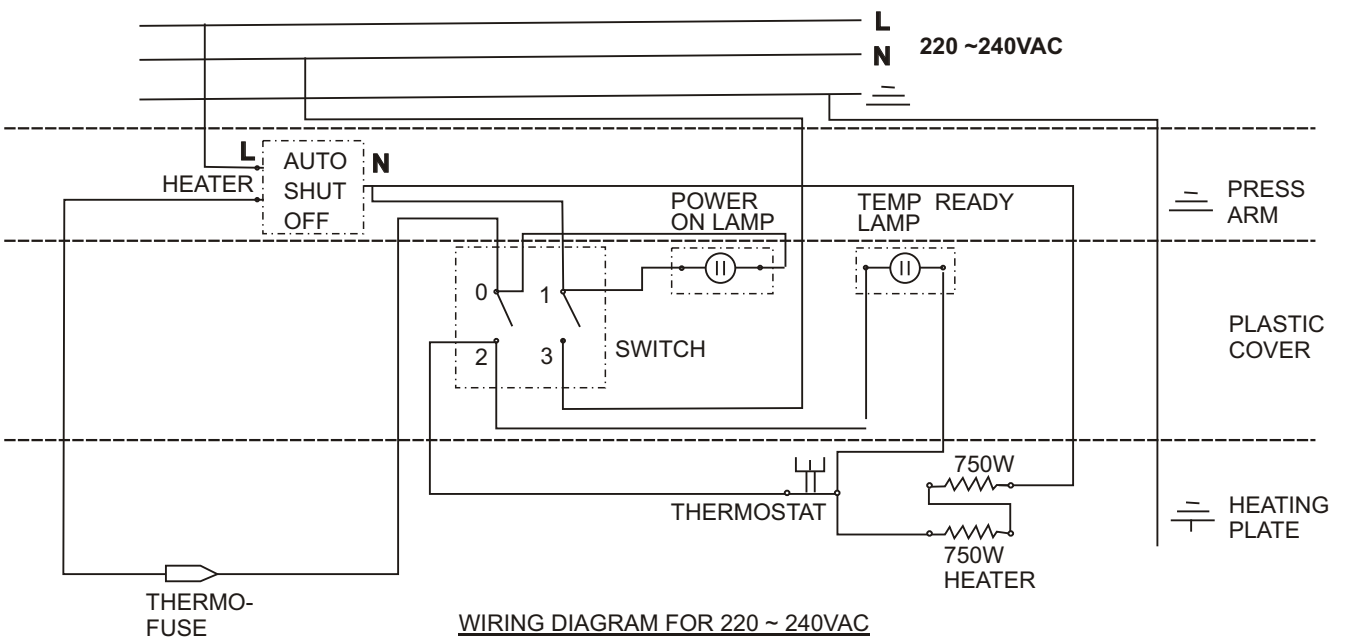 L
N
220 ~240VAC
L
AUTO
SHUT
OFF
N
HEATER
POWER
ON LAMP
TEMP READY
LAMP
PRESS
ARM
0
1
2
3
SWITCH
PLASTIC
COVER
THERMOSTAT
750W
750W
HEATER
HEATING
PLATE
THERMO-
FUSE
WIRING DIAGRAM FOR 220 ~ 240VAC